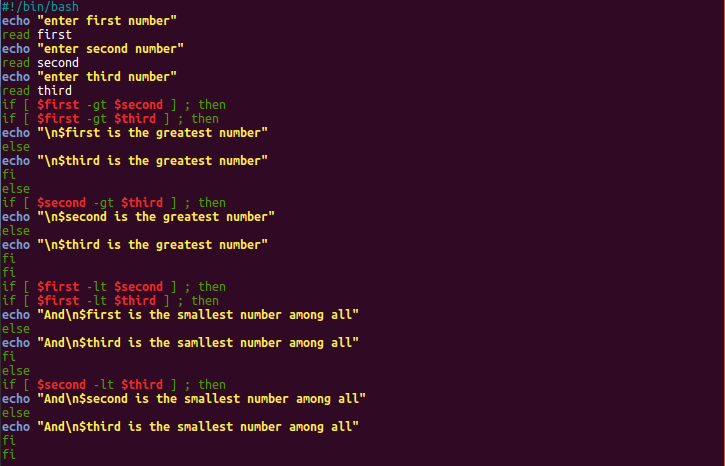 #!/bin/bash
echo "enter first number"
read first
echo "enter second number"
read second
echo "enter third number"
read third
if [ $first -gt $second ] ; then
if [ $first -gt $third ] ; then
echo "\n$first is the greatest number"
else
echo "\n$third is the greatest number"
fi
else
if [ $second -gt $third ] ; then
echo "\n$second is the greatest number"
else
echo "\n$third is the greatest number"
fi
fi
if [ $first -lt $second ] ; then
if [ $first -lt $third ] ; then
echo "And\n$first is the smallest number among all"
else
echo "And\n$third is the samllest number among all"
fi
else
if [ $second -lt $third ] ; then
echo "And\n$second is the smallest number among all"
else
echo "And\n$third is the smallest number among all"
fi
fi